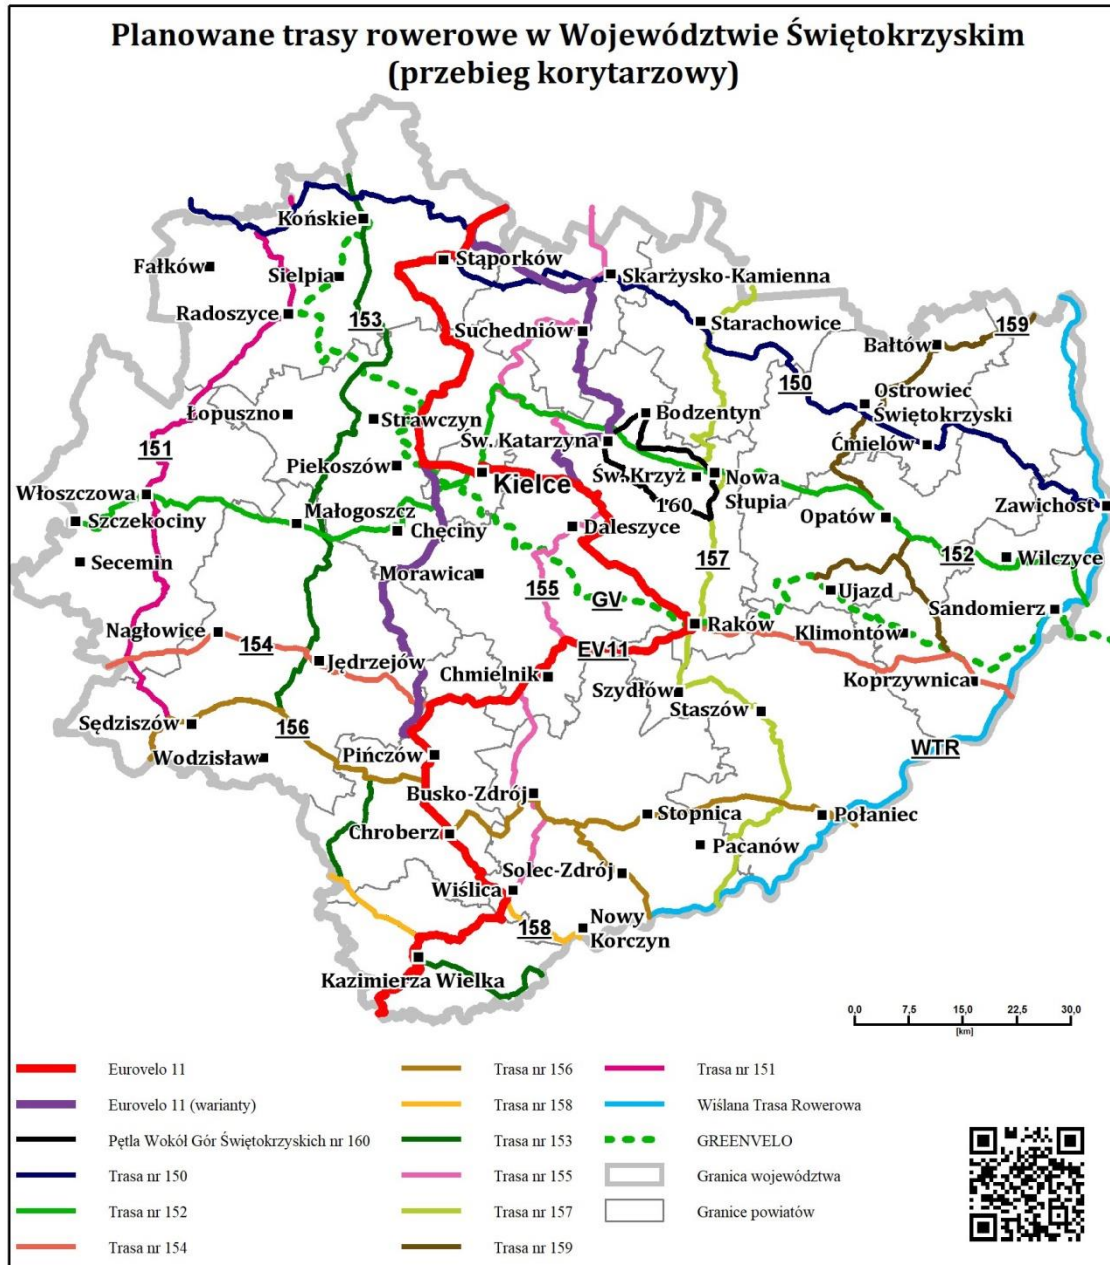 Planowane trasy rowerowe w Województwie Świętokrzyskim
(przebieg korytarzowy)
Końskie
Stąporków
Fałków
Sielpia
Skarżysko-Kamienna
Radoszyce
153
Suchedniów
Starachowice
159
Bałtów
150
Ostrowiec
Świętokrzyski
Łopuszno
Strawczyn
Bodzentyn
151
Św. Katarzyna
Ćmielów
Piekoszów
Kielce
Św. Krzyż
Nowa
Słupia
Włoszczowa
160
Zawichost
Szczekociny
Małogoszcz
Daleszyce
Opatów
Chęciny
152
Wilczyce
Secemin
Morawica
155
157
GV
Ujazd
Sandomierz
Nagłowice
Raków
Klimontów
154
EV11
Jędrzejów
Chmielnik
Koprzywnica
Szydłów
Staszów
Sędziszów
156
WTR
Wodzisław
Pińczów
Busko-Zdrój
Stopnica
Połaniec
Chroberz
Pacanów
Solec-Zdrój
Wiślica
158
Nowy
Korczyn
Kazimierza Wielka
0,0 7,5 15,0 22,5 30,0
[km]
Eurovelo 11
Eurovelo 11 (warianty)
Pętla Wokół Gór Świętokrzyskich nr 160
Trasa nr 150
Trasa nr 152
Trasa nr 154
Trasa nr 156
Trasa nr 158
Trasa nr 153
Trasa nr 155
Trasa nr 157
Trasa nr 159
Trasa nr 151
Wiślana Trasa Rowerowa
GREENVELO
Granica województwa
Granice powiatów